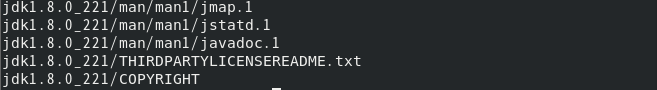 jdk1.8.0_221/man/man1/jmap.1
jdk1.8.0_221/man/man1/jstatd.1
jdk1.8.0_221/man/man1/javadoc.1
jdk1.8.0_221/THIRDPARTYLICENSEREADME.txt
jdk1.8.0_221/COPYRIGHT